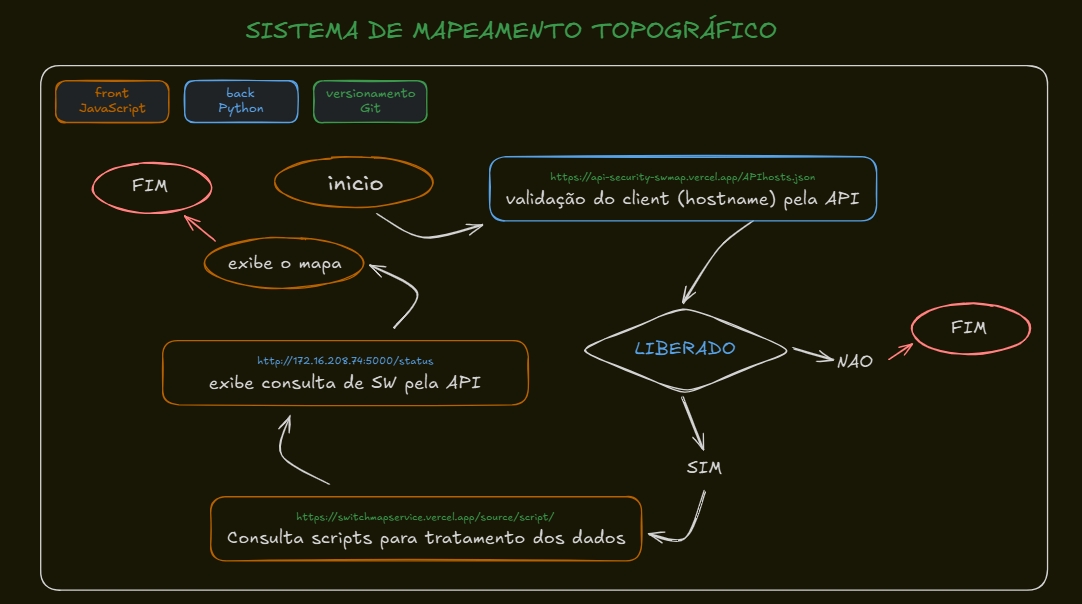 SISTEMA DE MAPEAMENTO TOPOGRÁFICO
front
JavaScript
back
Python
versionamento
Git
FIM
inicio
https://api-security-swmap.vercel.app/APIhosts.json
validação do client (hostname) pela API
exibe o mapa
LIBERADO
NAO
FIM
http://172.16.208.74:5000/status
exibe consulta de SW pela API
SIM
https://switchmapservice.vercel.app/source/script/
Consulta scripts para tratamento dos dados